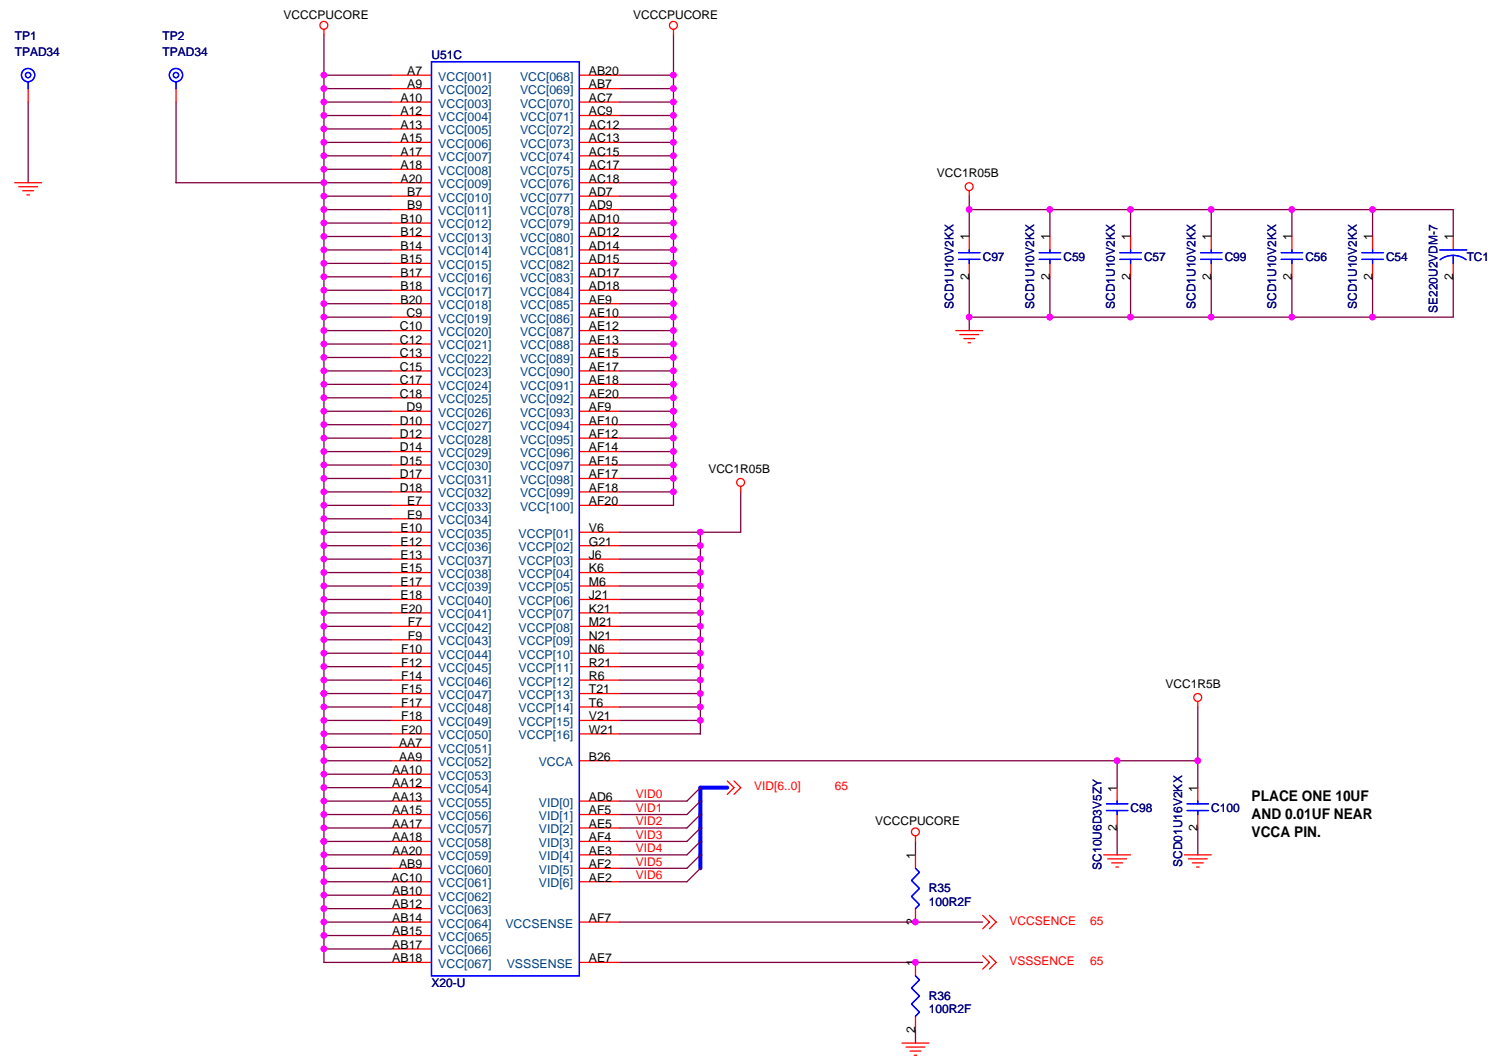 VCCCPUCORE
VCCCPUCORE
TP1
TPAD34
TP2
TPAD34
U51C
A7 VCC[001] VCC[068] AB20
A9 VCC[002] VCC[069] AB7
A10 VCC[003] VCC[070] AC7
A12 VCC[004] VCC[071] AC9
A13 VCC[005] VCC[072] AC12
A15 VCC[006] VCC[073] AC13
A17 VCC[007] VCC[074] AC15
A18 VCC[008] VCC[075] AC17
A20 VCC[009] VCC[076] AC18
B7 VCC[010] VCC[077] AD7
B9 VCC[011] VCC[078] AD9
B10 VCC[012] VCC[079] AD10
B12 VCC[013] VCC[080] AD12
B14 VCC[014] VCC[081] AD14
B15 VCC[015] VCC[082] AD15
B17 VCC[016] VCC[083] AD17
B18 VCC[017] VCC[084] AD18
B20 VCC[018] VCC[085] AE9
C9 VCC[019] VCC[086] AE10
C10 VCC[020] VCC[087] AE12
C12 VCC[021] VCC[088] AE13
C13 VCC[022] VCC[089] AE15
C15 VCC[023] VCC[090] AE17
C17 VCC[024] VCC[091] AE18
C18 VCC[025] VCC[092] AE20
D9 VCC[026] VCC[093] AF9
D10 VCC[027] VCC[094] AF10
D12 VCC[028] VCC[095] AF12
D14 VCC[029] VCC[096] AF14
D15 VCC[030] VCC[097] AF15
D17 VCC[031] VCC[098] AF17
D18 VCC[032] VCC[099] AF18
E7 VCC[033] VCC[100] AF20
E9 VCC[034]
E10 VCC[035] VCCP[01] V6
E12 VCC[036] VCCP[02] G21
E13 VCC[037] VCCP[03] J6
E15 VCC[038] VCCP[04] K6
E17 VCC[039] VCCP[05] M6
E18 VCC[040] VCCP[06] J21
E20 VCC[041] VCCP[07] K21
F7 VCC[042] VCCP[08] M21
F9 VCC[043] VCCP[09] N21
F10 VCC[044] VCCP[10] N6
F12 VCC[045] VCCP[11] R21
F14 VCC[046] VCCP[12] R6
F15 VCC[047] VCCP[13] T21
F17 VCC[048] VCCP[14] T6
F18 VCC[049] VCCP[15] V21
F20 VCC[050] VCCP[16] W21
AA7 VCC[051]
AA9 VCC[052] VCCA B26
AA10 VCC[053]
AA12 VCC[054]
AA13 VCC[055] VID[0] AD6 VID0
AA15 VCC[056] VID[1] AF5 VID1
AA17 VCC[057] VID[2] AE5 VID2
AA18 VCC[058] VID[3] AF4 VID3
AA20 VCC[059] VID[4] AE3 VID4
AB9 VCC[060] VID[5] AF2 VID5
AC10 VCC[061] VID[6] AE2 VID6
AB10 VCC[062]
AB12 VCC[063]
AB14 VCC[064] VCCSENSE AF7
AB15 VCC[065]
AB17 VCC[066]
AB18 VCC[067] VSSSENSE AE7
X20-U
VCC1R05B
VID[6..0] 65
VCCCPUCORE
1
R35
100R2F
2
VCCSENCE 65
VSSSENCE 65
1
R36
100R2F
2
VCC1R05B
SCD1U10V2KX 1 2 C97
SCD1U10V2KX 1 2 C59
SCD1U10V2KX 1 2 C57
SCD1U10V2KX 1 2 C99
SCD1U10V2KX 1 2 C56
SCD1U10V2KX 1 2 C54
SE220U2VDM-7 1 2 TC1
VCC1R5B
SC10U6D3V5ZY 1 2 C98
SCD01U16V2KX 1 2 C100
PLACE ONE 10UF
AND 0.01UF NEAR
VCCA PIN.